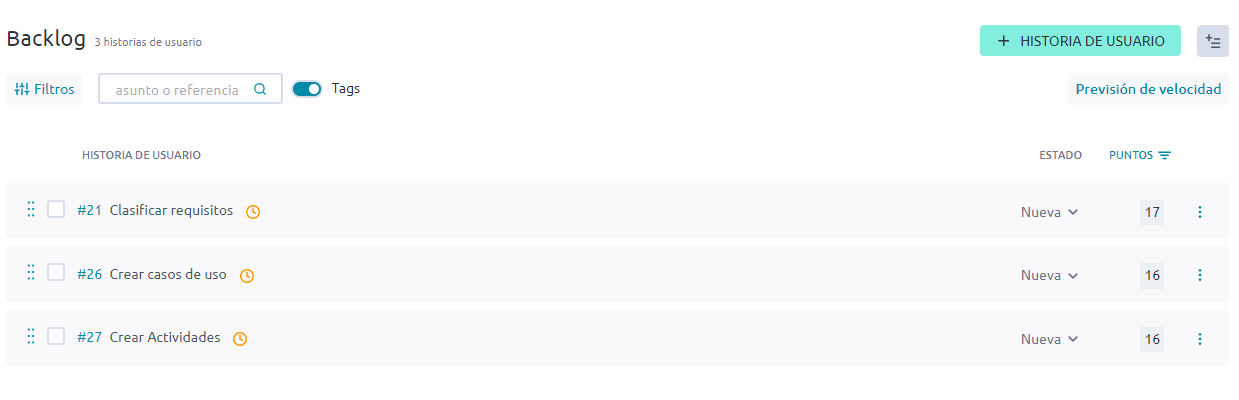 Backlog 3 historias de usuario
+ HISTORIA DE USUARIO
Filtros
asunto o referencia
Tags
Previsión de velocidad
HISTORIA DE USUARIO ESTADO PUNTOS
#21 Clasificar requisitos Nueva 17
#26 Crear casos de uso Nueva 16
#27 Crear Actividades Nueva 16